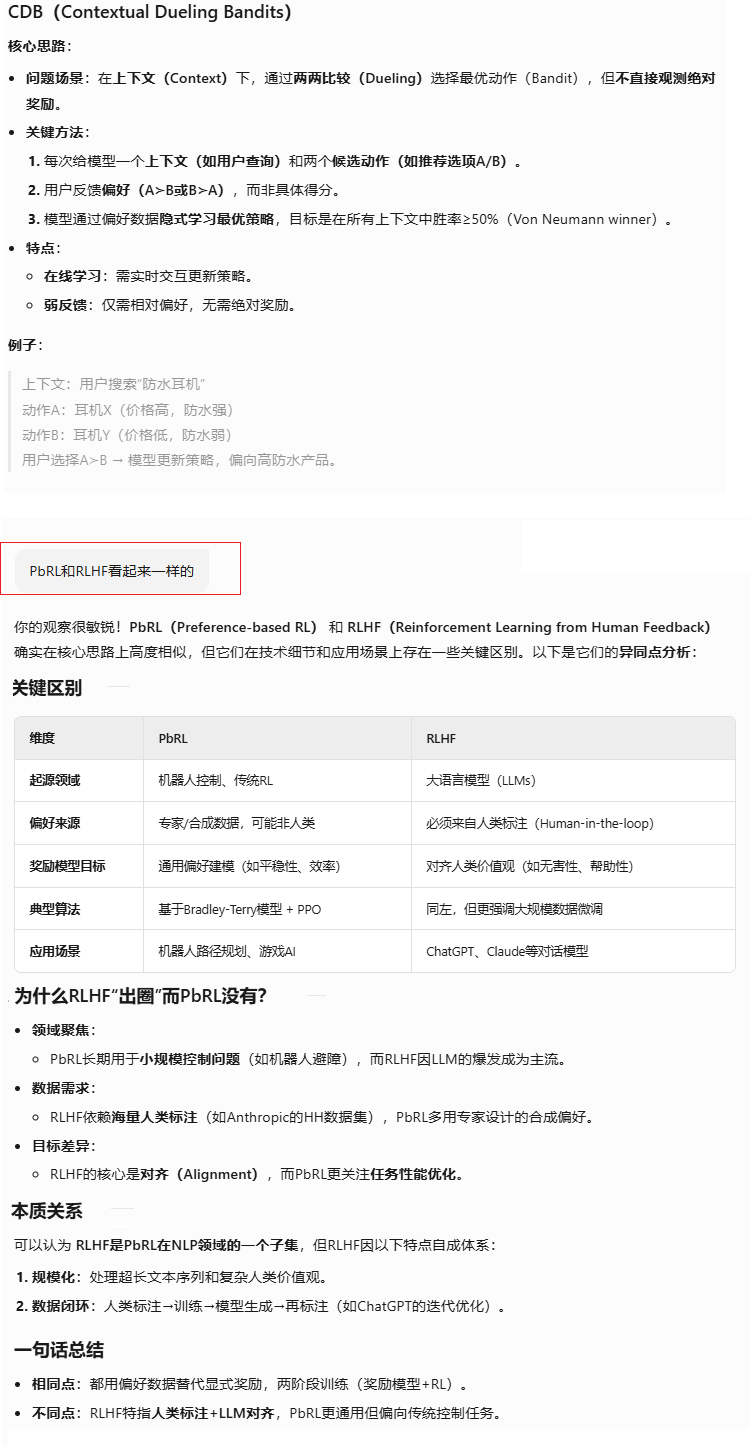 CDB（Contextual Dueling Bandits）
核心思路：
• 问题场景：在上下文（Context）下，通过两两比较（Dueling）选择最优动作（Bandit），但不直接观测绝对
奖励。
• 关键方法：
1. 每次给模型一个上下文（如用户查询）和两个候选动作（如推荐选项A/B）。
2. 用户反馈偏好（A≻B或B≻A），而非具体得分。
3. 模型通过偏好数据隐式学习最优策略，目标是在所有上下文中胜率≥50%（Von Neumann winner）。
• 特点：
○ 在线学习：需实时交互更新策略。
○ 弱反馈：仅需相对偏好，无需绝对奖励。
例子：
上下文：用户搜索“防水耳机”
动作A：耳机X（价格高，防水强）
动作B：耳机Y（价格低，防水弱）
用户选择A≻B → 模型更新策略，偏向高防水产品。
PbRL和RLHF看起来一样的
你的观察很敏锐！PbRL（Preference-based RL） 和 RLHF（Reinforcement Learning from Human Feedback）
确实在核心思路上高度相似，但它们在技术细节和应用场景上存在一些关键区别。以下是它们的异同点分析：
关键区别
维度 PbRL RLHF
起源领域 机器人控制、传统RL 大语言模型（LLMs）
偏好来源 专家/合成数据，可能非人类 必须来自人类标注（Human-in-the-loop）
奖励模型目标 通用偏好建模（如平稳性、效率） 对齐人类价值观（如无害性、帮助性）
典型算法 基于Bradley-Terry模型 + PPO 同左，但更强调大规模数据微调
应用场景 机器人路径规划、游戏AI ChatGPT、Claude等对话模型
为什么RLHF“出圈”而PbRL没有？
• 领域聚焦：
○ PbRL长期用于小规模控制问题（如机器人避障），而RLHF因LLM的爆发成为主流。
• 数据需求：
○ RLHF依赖海量人类标注（如Anthropic的HH数据集），PbRL多用专家设计的合成偏好。
• 目标差异：
○ RLHF的核心是对齐（Alignment），而PbRL更关注任务性能优化。
本质关系
可以认为 RLHF是PbRL在NLP领域的一个子集，但RLHF因以下特点自成体系：
1. 规模化：处理超长文本序列和复杂人类价值观。
2. 数据闭环：人类标注→训练→模型生成→再标注（如ChatGPT的迭代优化）。
一句话总结
• 相同点：都用偏好数据替代显式奖励，两阶段训练（奖励模型+RL）。
• 不同点：RLHF特指人类标注+LLM对齐，PbRL更通用但偏向传统控制任务。